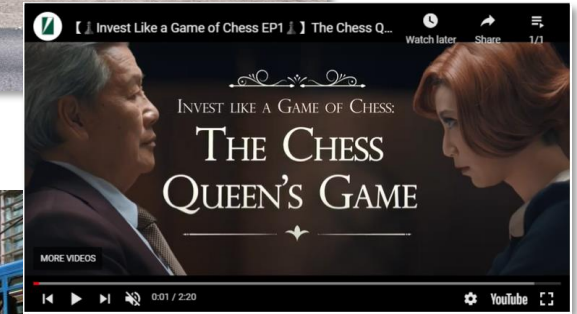 【♟Invest Like a Game of Chess EP1♟】The Chess Q...
Watch later
Share
1/1
INVEST LIKE A GAME OF CHESS:
THE CHESS
QUEEN'S GAME
MORE VIDEOS
0:01 / 2:20
YouTube